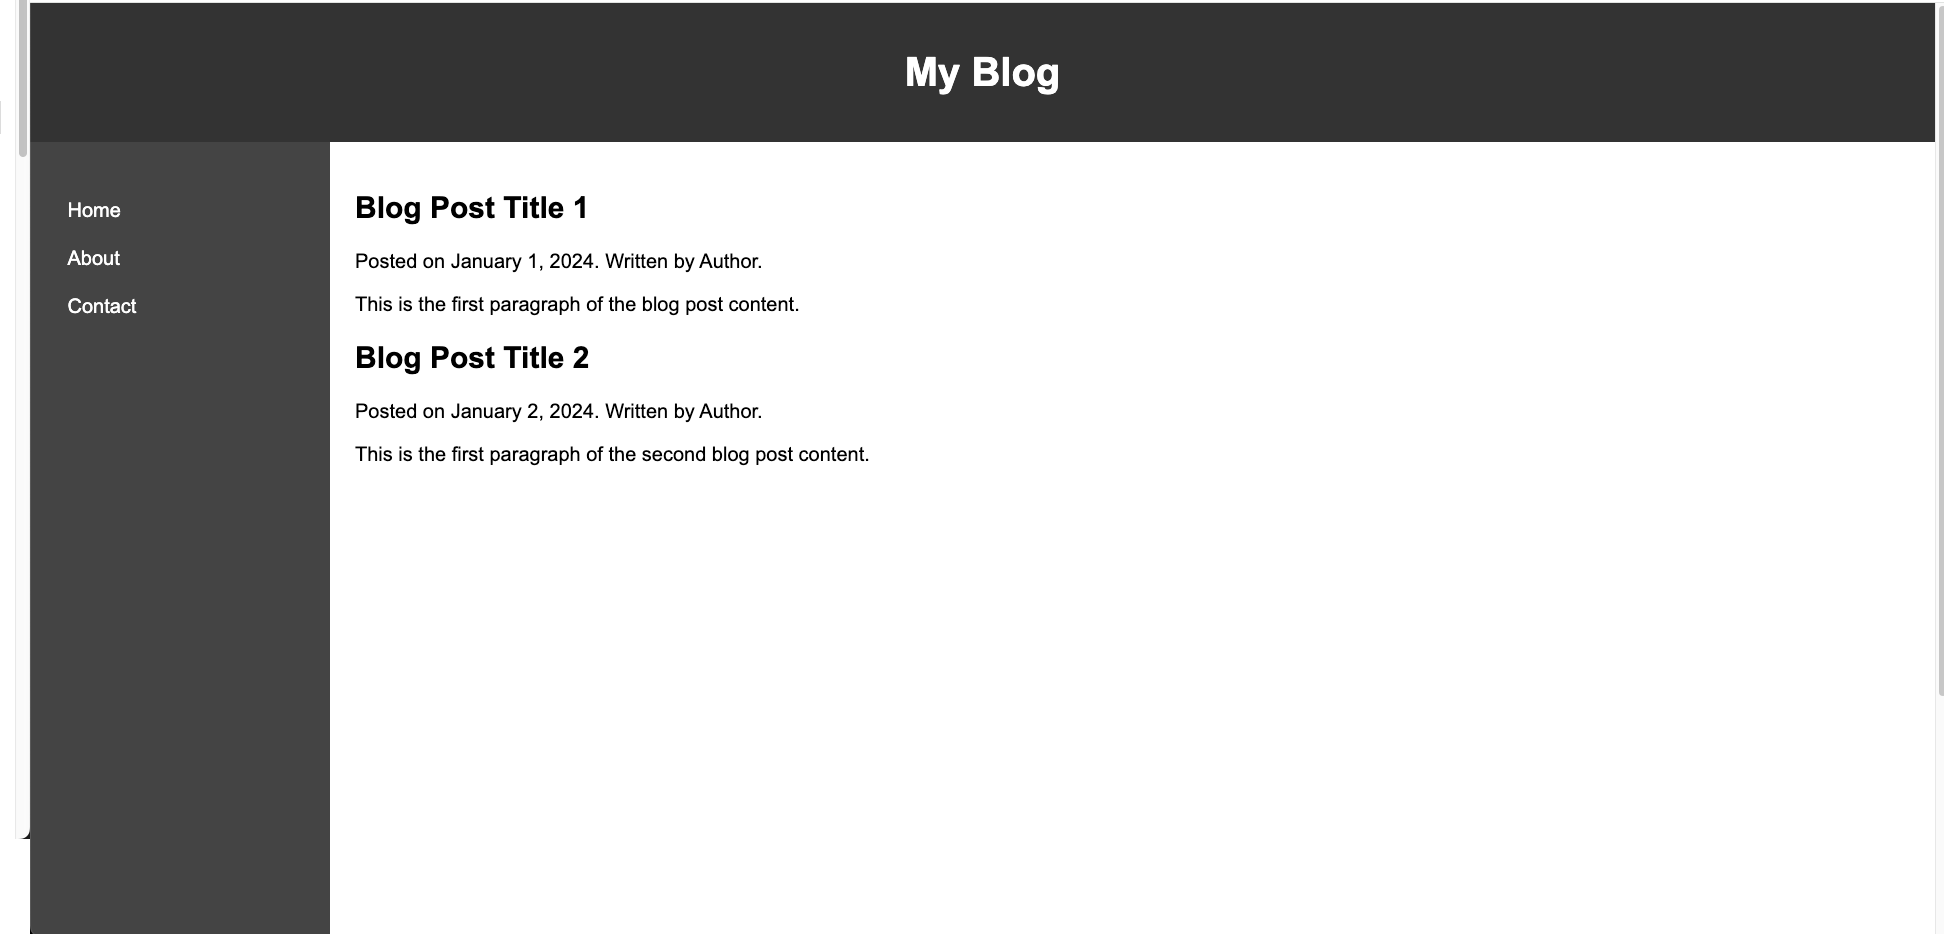 My Blog
Home
About
Contact
Blog Post Title 1
Posted on January 1, 2024. Written by Author.
This is the first paragraph of the blog post content.
Blog Post Title 2
Posted on January 2, 2024. Written by Author.
This is the first paragraph of the second blog post content.